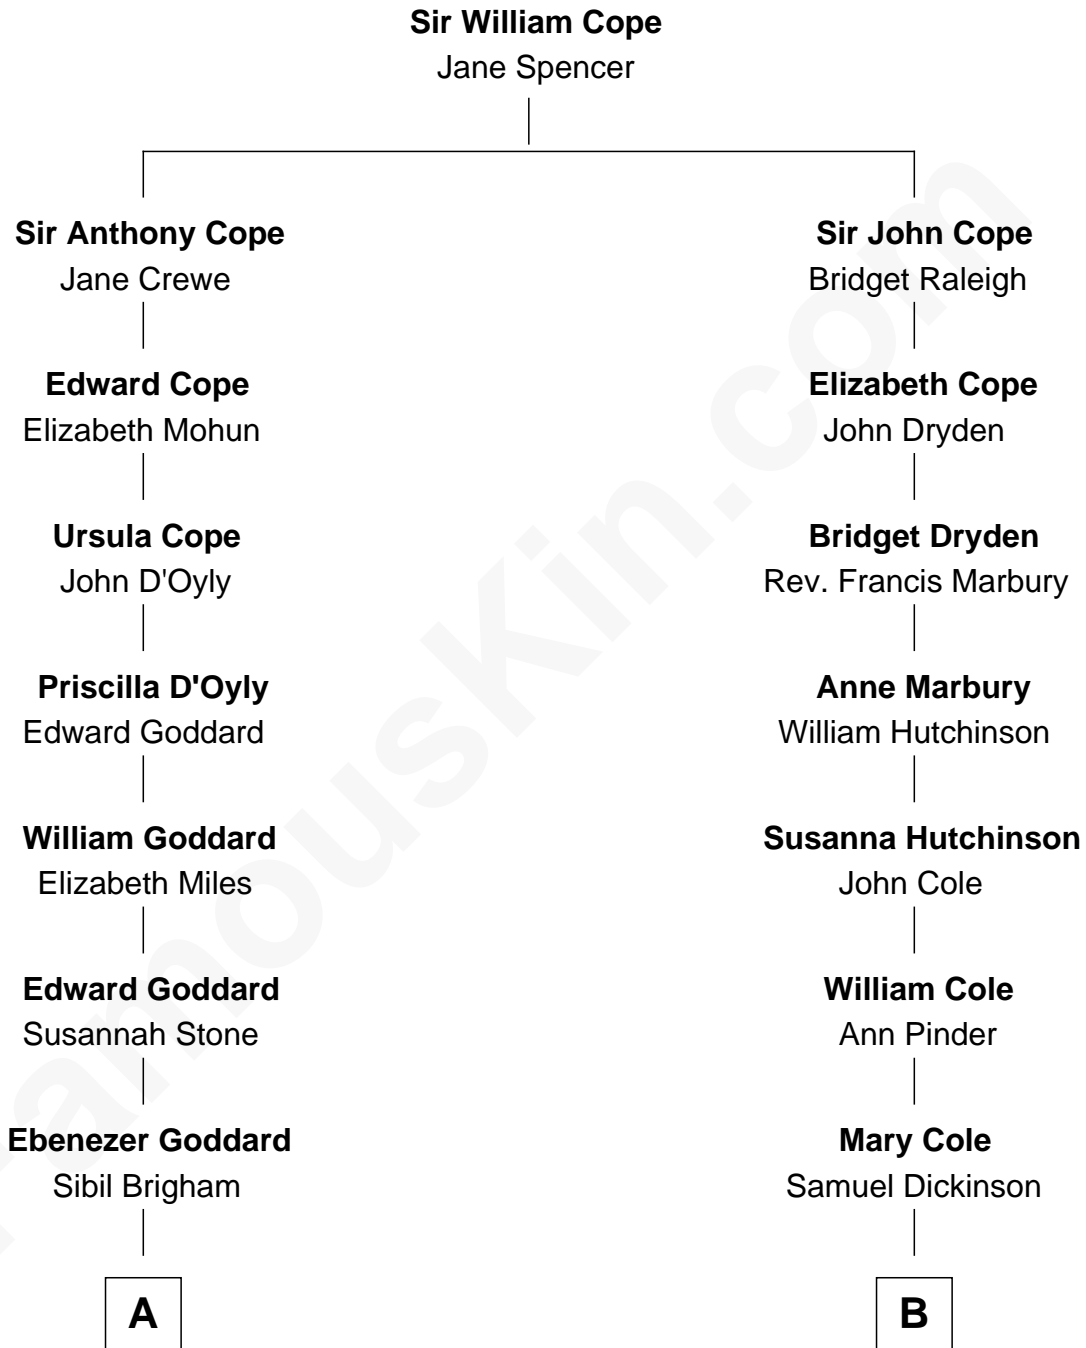 Sir William Cope
Jane Spencer
Sir Anthony Cope
Jane Crewe
Sir John Cope
Bridget Raleigh
Edward Cope
Elizabeth Mohun
Elizabeth Cope
John Dryden
Ursula Cope
John D'Oyly
Bridget Dryden
Rev. Francis Marbury
Priscilla D'Oyly
Edward Goddard
Anne Marbury
William Hutchinson
William Goddard
Elizabeth Miles
Susanna Hutchinson
John Cole
Edward Goddard
Susannah Stone
William Cole
Ann Pinder
Ebenezer Goddard
Sibil Brigham
Mary Cole
Samuel Dickinson
A
B
FamousKin.com